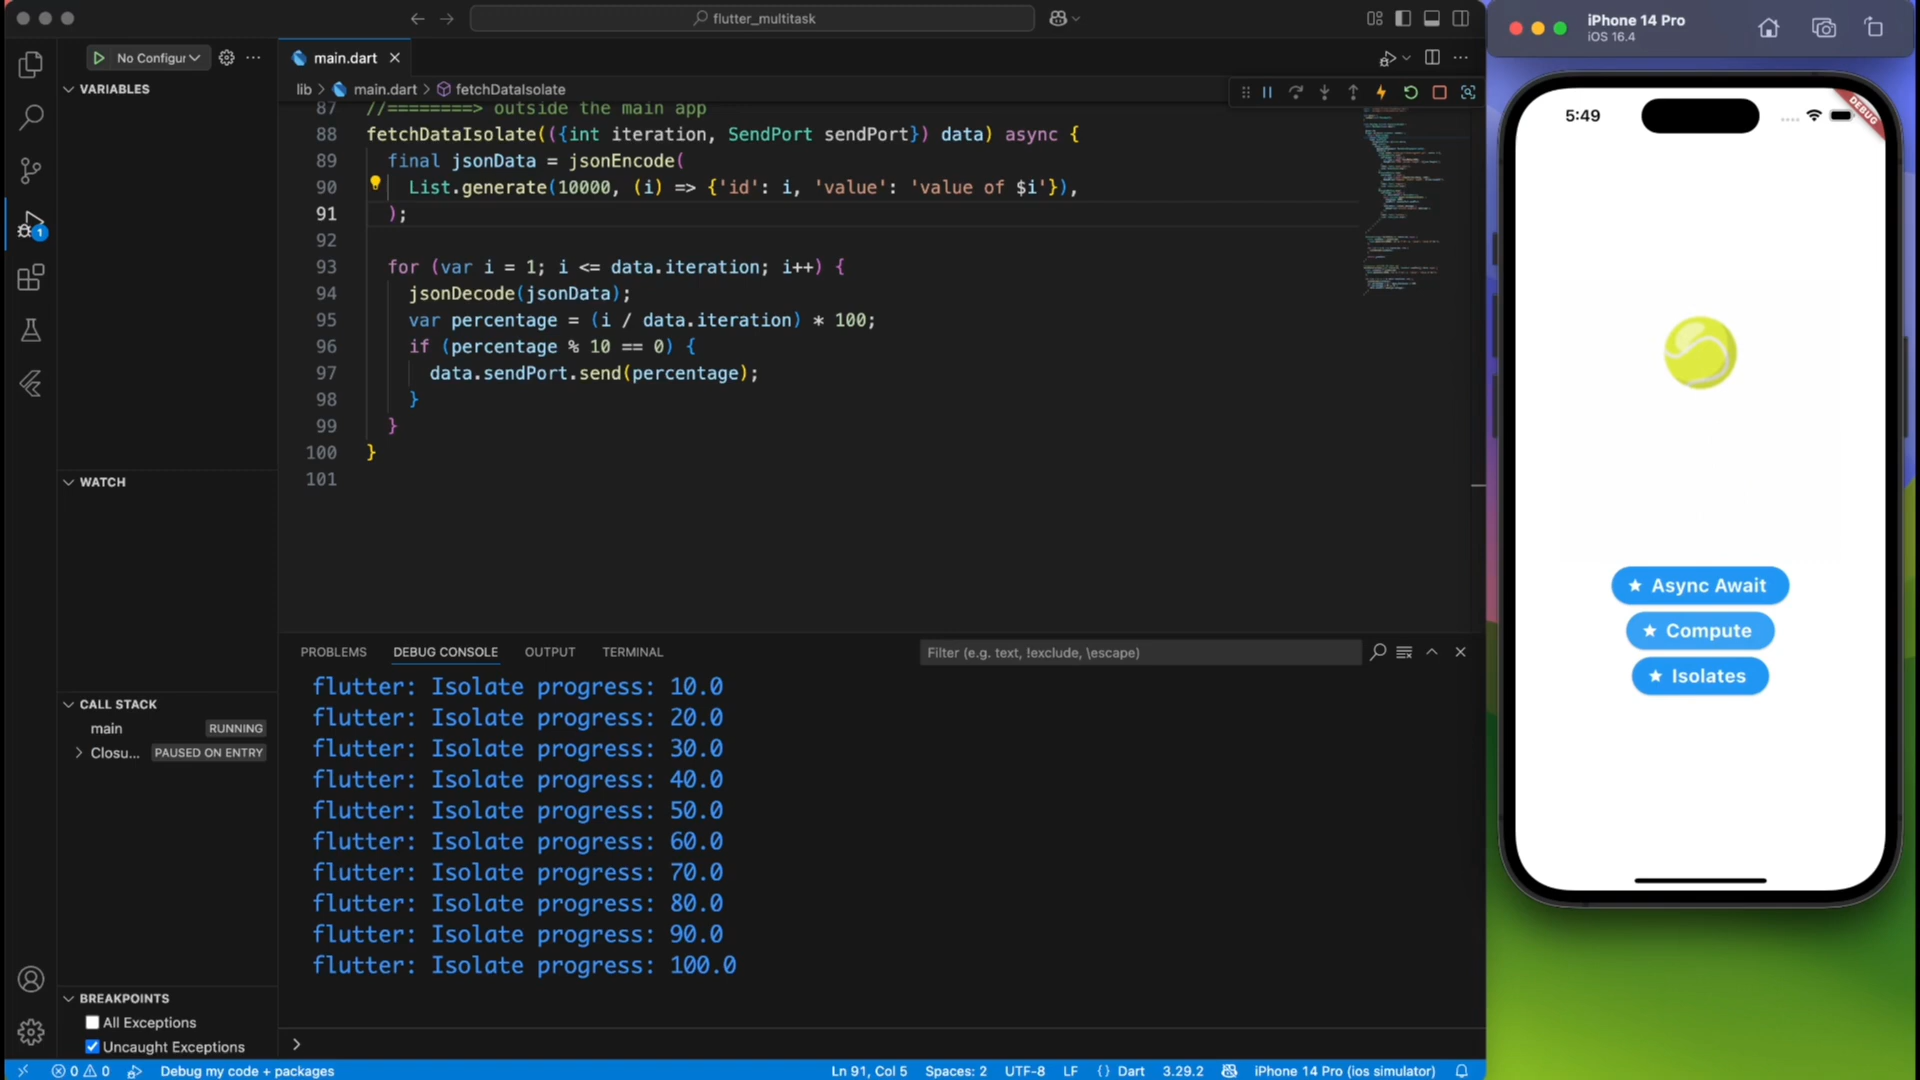 flutter_multitask
No Configur
VARIABLES
WATCH
CALL STACK
main RUNNING
Closu... PAUSED ON ENTRY
BREAKPOINTS
All Exceptions
Uncaught Exceptions
1
main.dart
lib > main.dart > fetchDataIsolate
87 //========> outside the main app
88 fetchDataIsolate(({int iteration, SendPort sendPort}) data) async {
89 final jsonData = jsonEncode(
90 List.generate(10000, (i) => {'id': i, 'value': 'value of $i'}),
91 );
92
93 for (var i = 1; i <= data.iteration; i++) {
94 jsonDecode(jsonData);
95 var percentage = (i / data.iteration) * 100;
96 if (percentage % 10 == 0) {
97 data.sendPort.send(percentage);
98 }
99 }
100 }
101
PROBLEMS DEBUG CONSOLE OUTPUT TERMINAL
Filter (e.g. text, !exclude, \escape)
flutter: Isolate progress: 10.0
flutter: Isolate progress: 20.0
flutter: Isolate progress: 30.0
flutter: Isolate progress: 40.0
flutter: Isolate progress: 50.0
flutter: Isolate progress: 60.0
flutter: Isolate progress: 70.0
flutter: Isolate progress: 80.0
flutter: Isolate progress: 90.0
flutter: Isolate progress: 100.0
>
0 0 Debug my code + packages
Ln 91, Col 5 Spaces: 2 UTF-8 LF {} Dart 3.29.2 iPhone 14 Pro (ios simulator)
iPhone 14 Pro
iOS 16.4
5:49
DEBUG
Async Await
Compute
Isolates